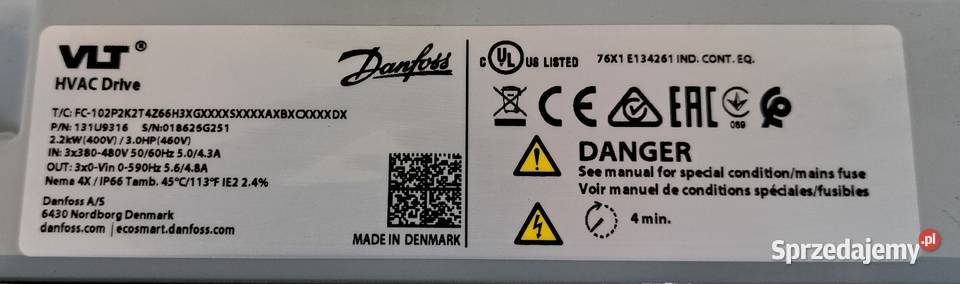 VLT®
HVAC Drive
Danfoss
T/C: FC-102P2K2T4Z66H3XGXXXXSXXXXAXBXCXXXXDX
P/N: 131U9316 S/N:018625G251
2.2kW(400V) / 3.0HP(460V)
IN: 3x380-480V 50/60Hz 5.0/4.3A
OUT: 3x0-Vin 0-590Hz 5.6/4.8A
Nema 4X / IP66 Tamb. 45°C/113°F IE2 2.4%
Danfoss A/S
6430 Nordborg Denmark
danfoss.com | ecosmart.danfoss.com
MADE IN DENMARK
c UL US LISTED 76X1 E134261 IND. CONT. EQ.
CE EAC
089
DANGER
See manual for special condition/mains fuse
Voir manuel de conditions spéciales/fusibles
4 min.
Sprzedajemy.pl